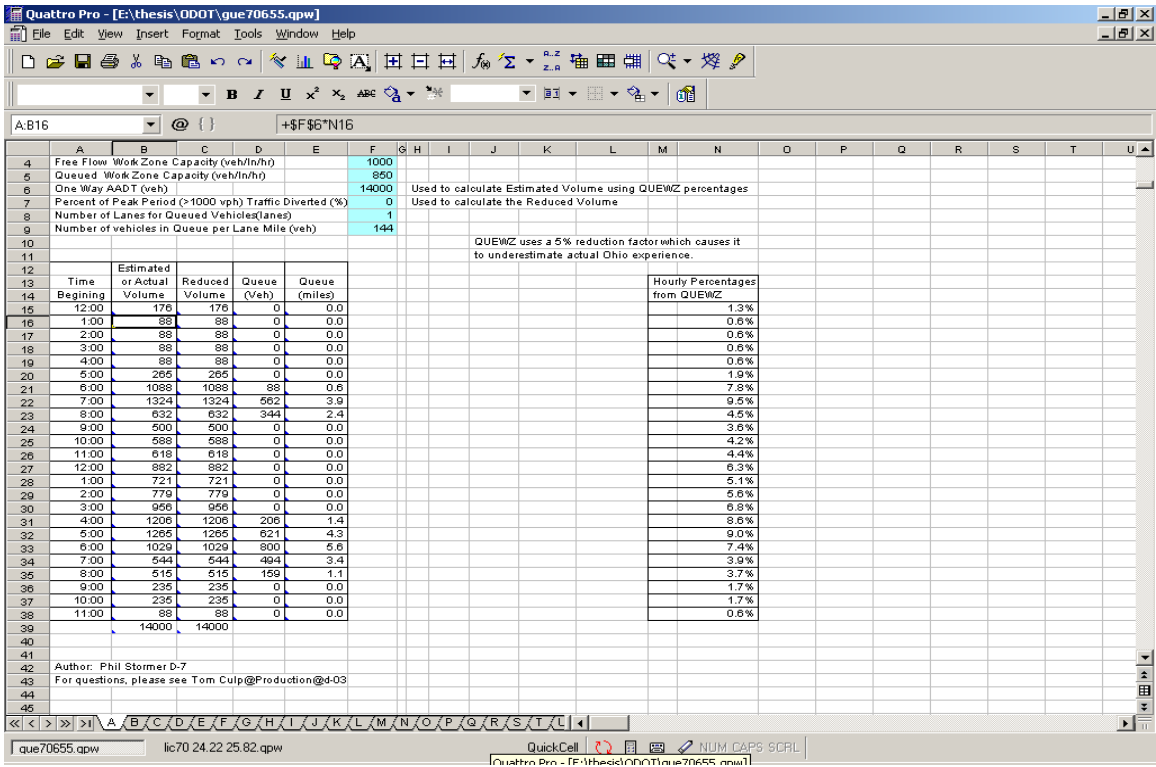 Quattro Pro - [E:\thesis\ODOT\que70655.qpw]
File Edit View Insert Format Tools Window Help
B I U x² x₂ ABC
A:B16 @ { } +$F$6*N16
A B C D E F G H I J K L M N O P Q R S T U
4 Free Flow Work Zone Capacity (veh/ln/hr) 1000
5 Queued Work Zone Capacity (veh/ln/hr) 850
6 One Way AADT (veh) 14000 Used to calculate Estimated Volume using QUEWZ percentages
7 Percent of Peak Period (>1000 vph) Traffic Diverted (%) 0 Used to calculate the Reduced Volume
8 Number of Lanes for Queued Vehicles(lanes) 1
9 Number of vehicles in Queue per Lane Mile (veh) 144
10 QUEWZ uses a 5% reduction factor which causes it
11 to underestimate actual Ohio experience.
12 Estimated
13 Time or Actual Reduced Queue Queue Hourly Percentages
14 Begining Volume Volume (Veh) (miles) from QUEWZ
15 12:00 176 176 0 0.0 1.3%
16 1:00 88 88 0 0.0 0.6%
17 2:00 88 88 0 0.0 0.6%
18 3:00 88 88 0 0.0 0.6%
19 4:00 88 88 0 0.0 0.6%
20 5:00 265 265 0 0.0 1.9%
21 6:00 1088 1088 88 0.6 7.8%
22 7:00 1324 1324 562 3.9 9.5%
23 8:00 632 632 344 2.4 4.5%
24 9:00 500 500 0 0.0 3.6%
25 10:00 588 588 0 0.0 4.2%
26 11:00 618 618 0 0.0 4.4%
27 12:00 882 882 0 0.0 6.3%
28 1:00 721 721 0 0.0 5.1%
29 2:00 779 779 0 0.0 5.6%
30 3:00 956 956 0 0.0 6.8%
31 4:00 1206 1206 206 1.4 8.6%
32 5:00 1265 1265 621 4.3 9.0%
33 6:00 1029 1029 800 5.6 7.4%
34 7:00 544 544 494 3.4 3.9%
35 8:00 515 515 159 1.1 3.7%
36 9:00 235 235 0 0.0 1.7%
37 10:00 235 235 0 0.0 1.7%
38 11:00 88 88 0 0.0 0.6%
39 14000 14000
40
41
42 Author: Phil Stormer D-7
43 For questions, please see Tom Culp@Production@d-03
44
45
A B C D E F G H I J K L M N O P Q R S T
que70655.qpw lic70 24.22 25.82.qpw QuickCell NUM CAPS SCRL
Quattro Pro - [E:\thesis\ODOT\que70655.qpw]